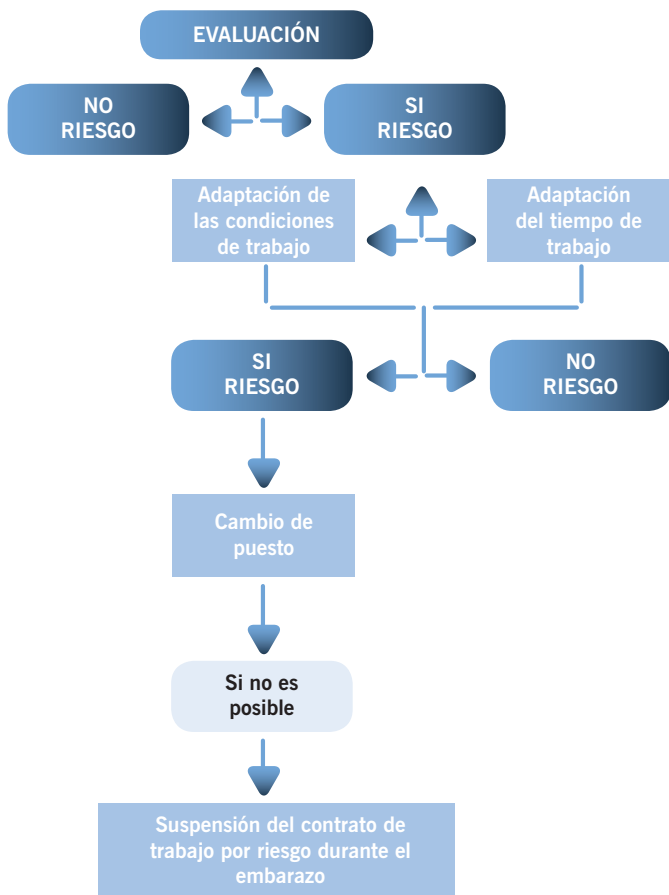 EVALUACIÓN
NO
RIESGO
SI
RIESGO
Adaptación de
las condiciones
de trabajo
Adaptación
del tiempo de
trabajo
SI
RIESGO
NO
RIESGO
Cambio de
puesto
Si no es
posible
Suspensión del contrato de
trabajo por riesgo durante el
embarazo